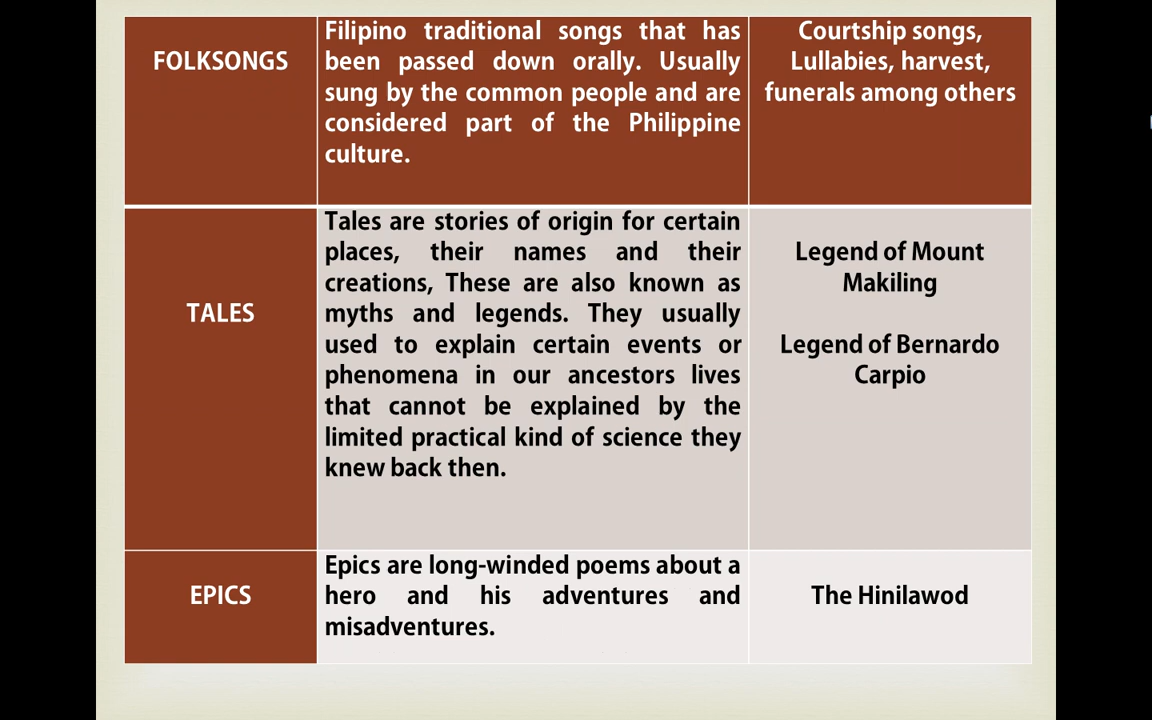 FOLKSONGS
Filipino traditional songs that has
been passed down orally. Usually
sung by the common people and are
considered part of the Philippine
culture.
Courtship songs,
Lullabies, harvest,
funerals among others
TALES
Tales are stories of origin for certain
places, their names and their
creations, These are also known as
myths and legends. They usually
used to explain certain events or
phenomena in our ancestors lives
that cannot be explained by the
limited practical kind of science they
knew back then.
Legend of Mount
Makiling
Legend of Bernardo
Carpio
EPICS
Epics are long-winded poems about a
hero and his adventures and
misadventures.
The Hinilawod